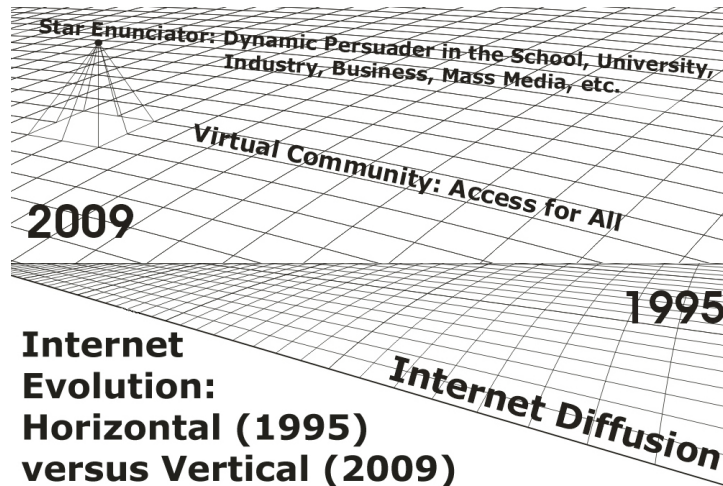 Star Enunciator: Dynamic Persuader in the School, University,
Industry, Business, Mass Media, etc.
Virtual Community: Access for All
2009
1995
Internet
Evolution:
Horizontal (1995)
versus Vertical (2009)
Internet Diffusion